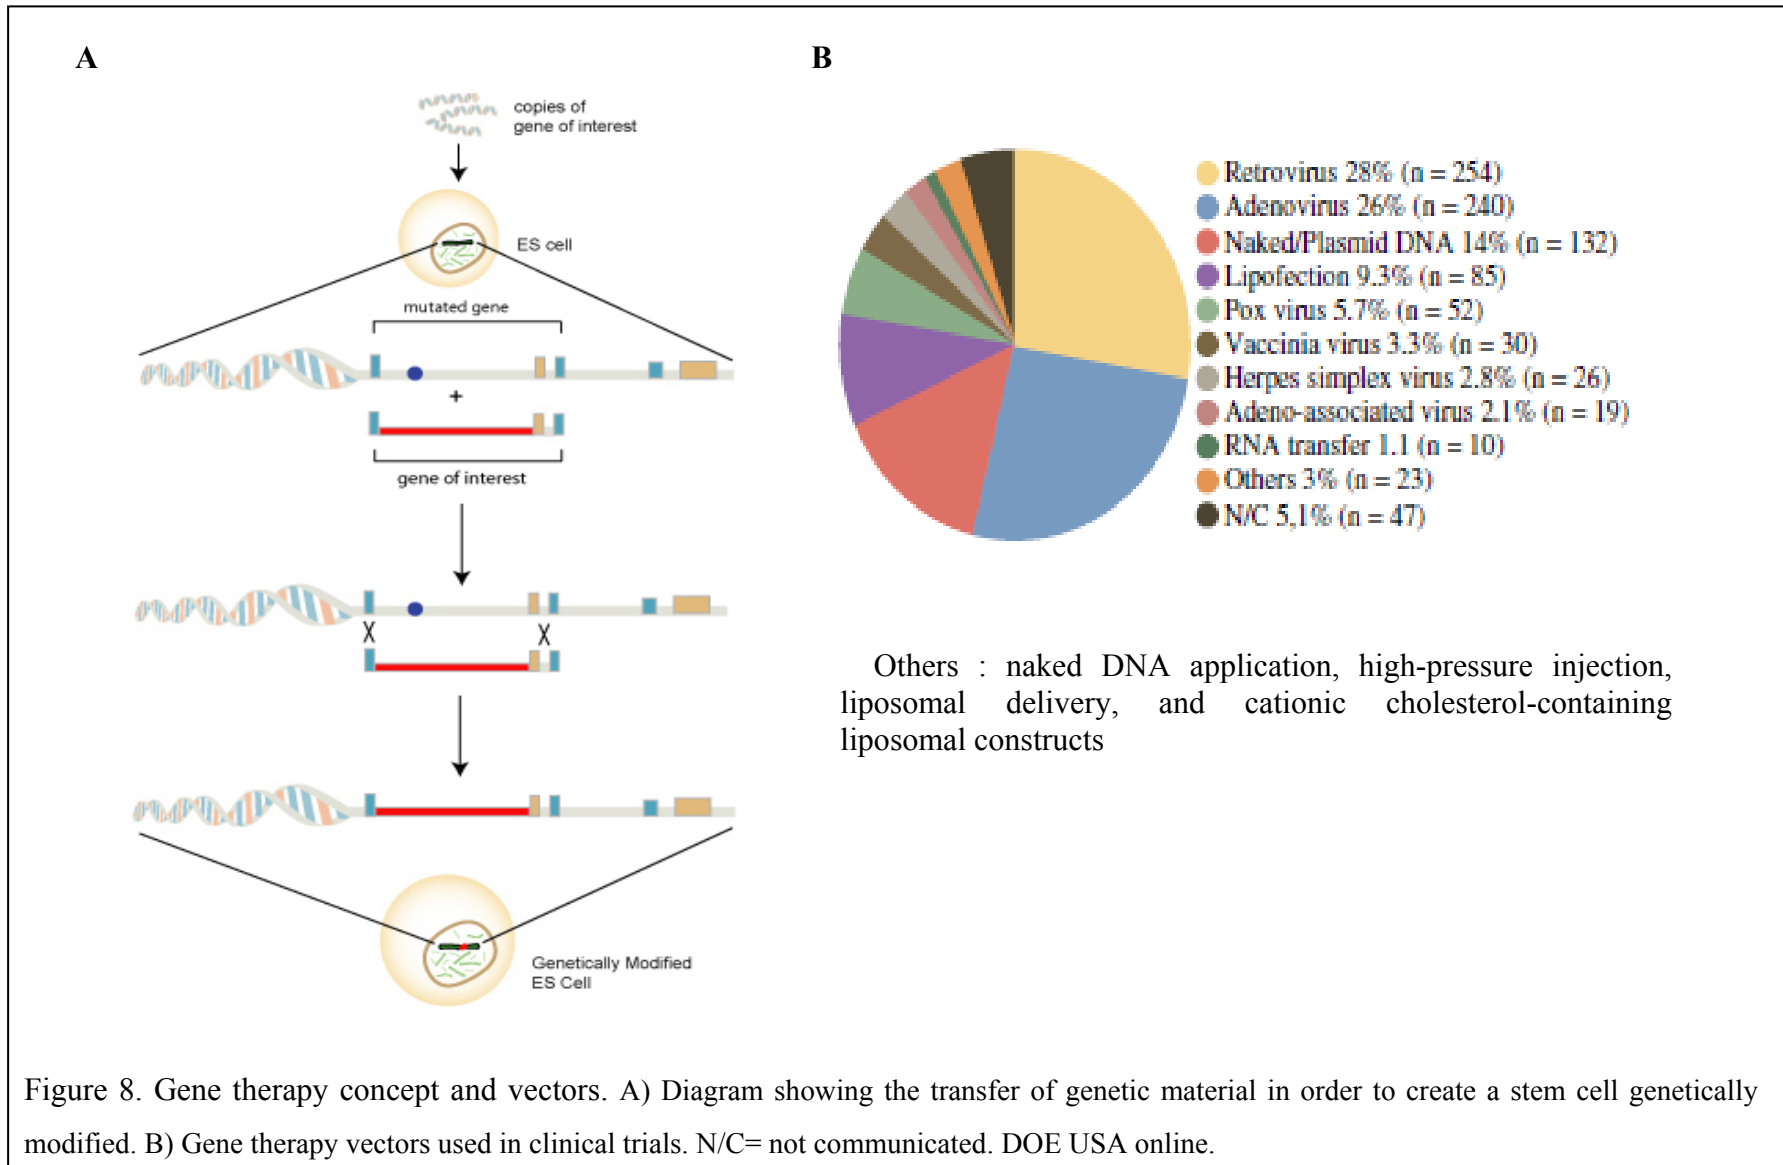 A
copies of
gene of interest
ES cell
mutated gene
+
gene of interest
X X
Genetically Modified
ES Cell
B
Retrovirus 28% (n = 254)
Adenovirus 26% (n = 240)
Naked/Plasmid DNA 14% (n = 132)
Lipofection 9.3% (n = 85)
Pox virus 5.7% (n = 52)
Vaccinia virus 3.3% (n = 30)
Herpes simplex virus 2.8% (n = 26)
Adeno-associated virus 2.1% (n = 19)
RNA transfer 1.1 (n = 10)
Others 3% (n = 23)
N/C 5,1% (n = 47)
Others : naked DNA application, high-pressure injection,
liposomal delivery, and cationic cholesterol-containing
liposomal constructs
Figure 8. Gene therapy concept and vectors. A) Diagram showing the transfer of genetic material in order to create a stem cell genetically
modified. B) Gene therapy vectors used in clinical trials. N/C= not communicated. DOE USA online.